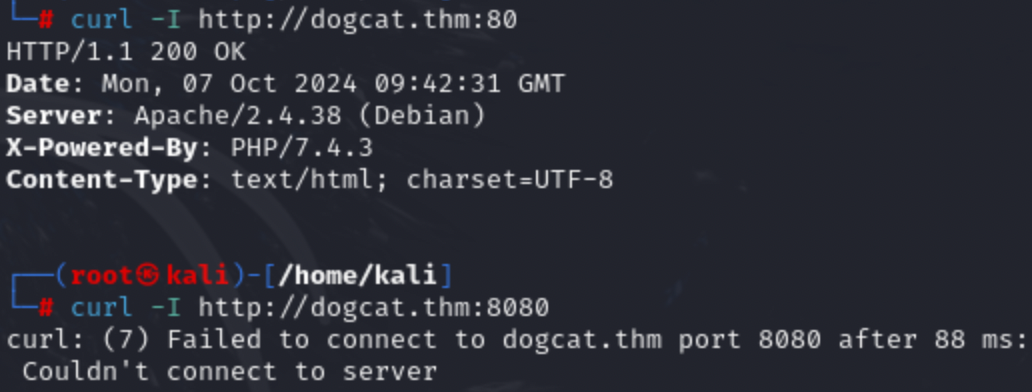 └─# curl -I http://dogcat.thm:80
HTTP/1.1 200 OK
Date: Mon, 07 Oct 2024 09:42:31 GMT
Server: Apache/2.4.38 (Debian)
X-Powered-By: PHP/7.4.3
Content-Type: text/html; charset=UTF-8
┌──(root㉿kali)-[/home/kali]
└─# curl -I http://dogcat.thm:8080
curl: (7) Failed to connect to dogcat.thm port 8080 after 88 ms:
Couldn't connect to server